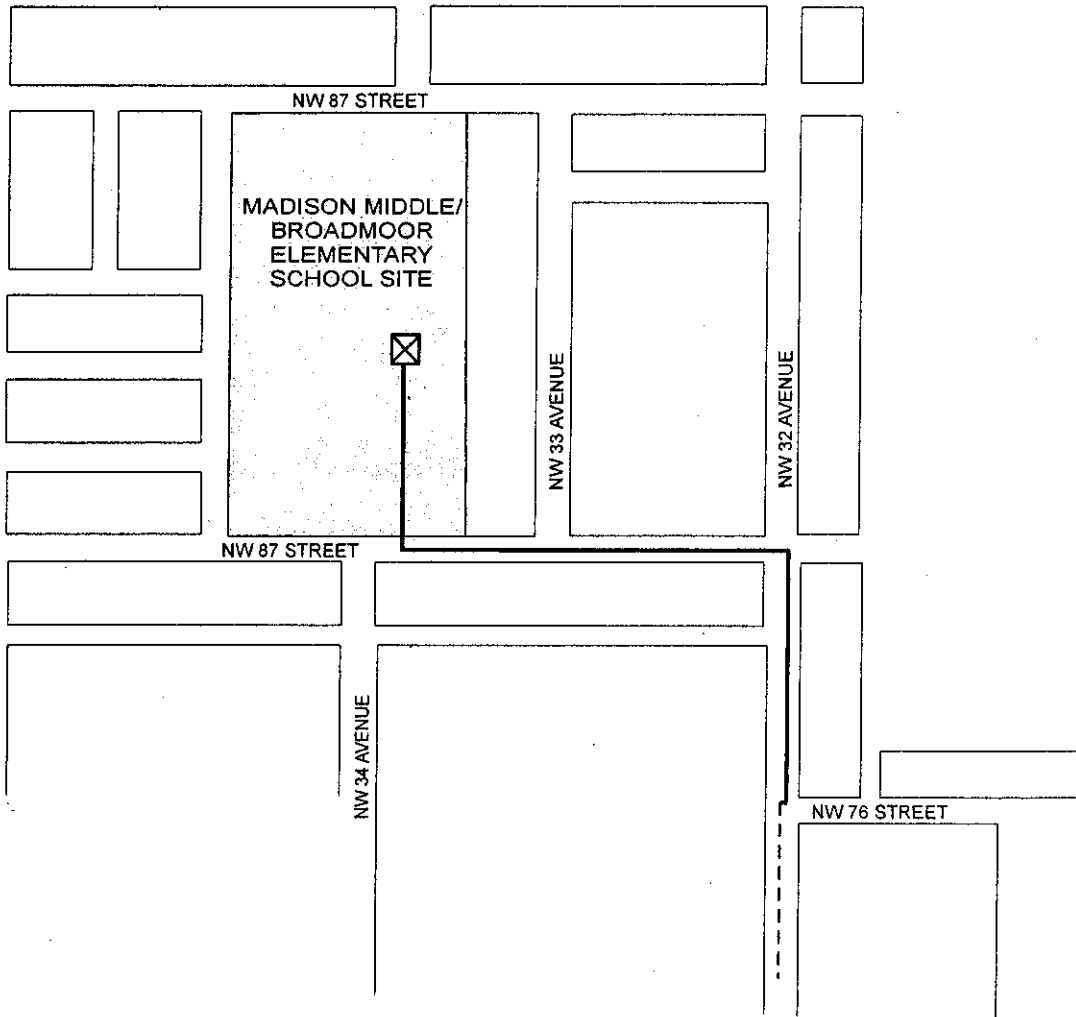 NW 87 STREET
MADISON MIDDLE/
BROADMOOR
ELEMENTARY
SCHOOL SITE
NW 33 AVENUE
NW 32 AVENUE
NW 87 STREET
NW 34 AVENUE
NW 76 STREET